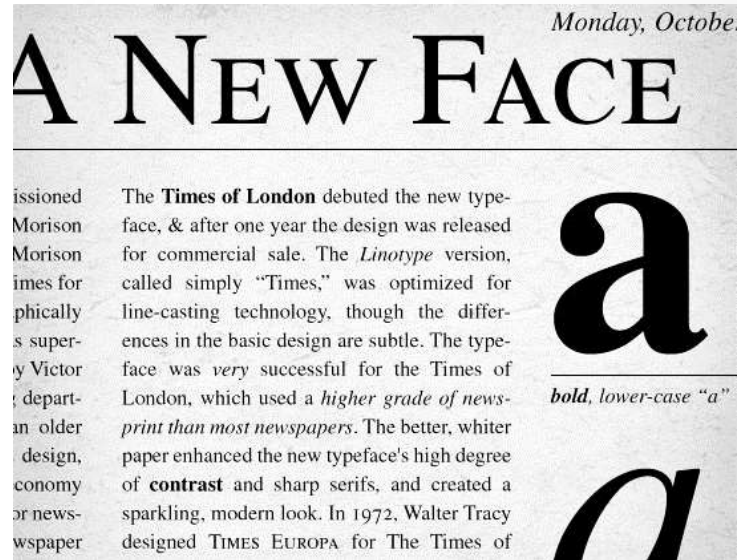 Monday, Octobe
A NEW FACE
issioned
Morison
Morison
imes for
phically
s super-
y Victor
depart-
an older
design,
conomy
or news-
wspaper
The Times of London debuted the new type-
face, & after one year the design was released
for commercial sale. The Linotype version,
called simply “Times,” was optimized for
line-casting technology, though the differ-
ences in the basic design are subtle. The type-
face was very successful for the Times of
London, which used a higher grade of news-
print than most newspapers. The better, whiter
paper enhanced the new typeface's high degree
of contrast and sharp serifs, and created a
sparkling, modern look. In 1972, Walter Tracy
designed TIMES EUROPA for The Times of
a
bold, lower-case “a”
a